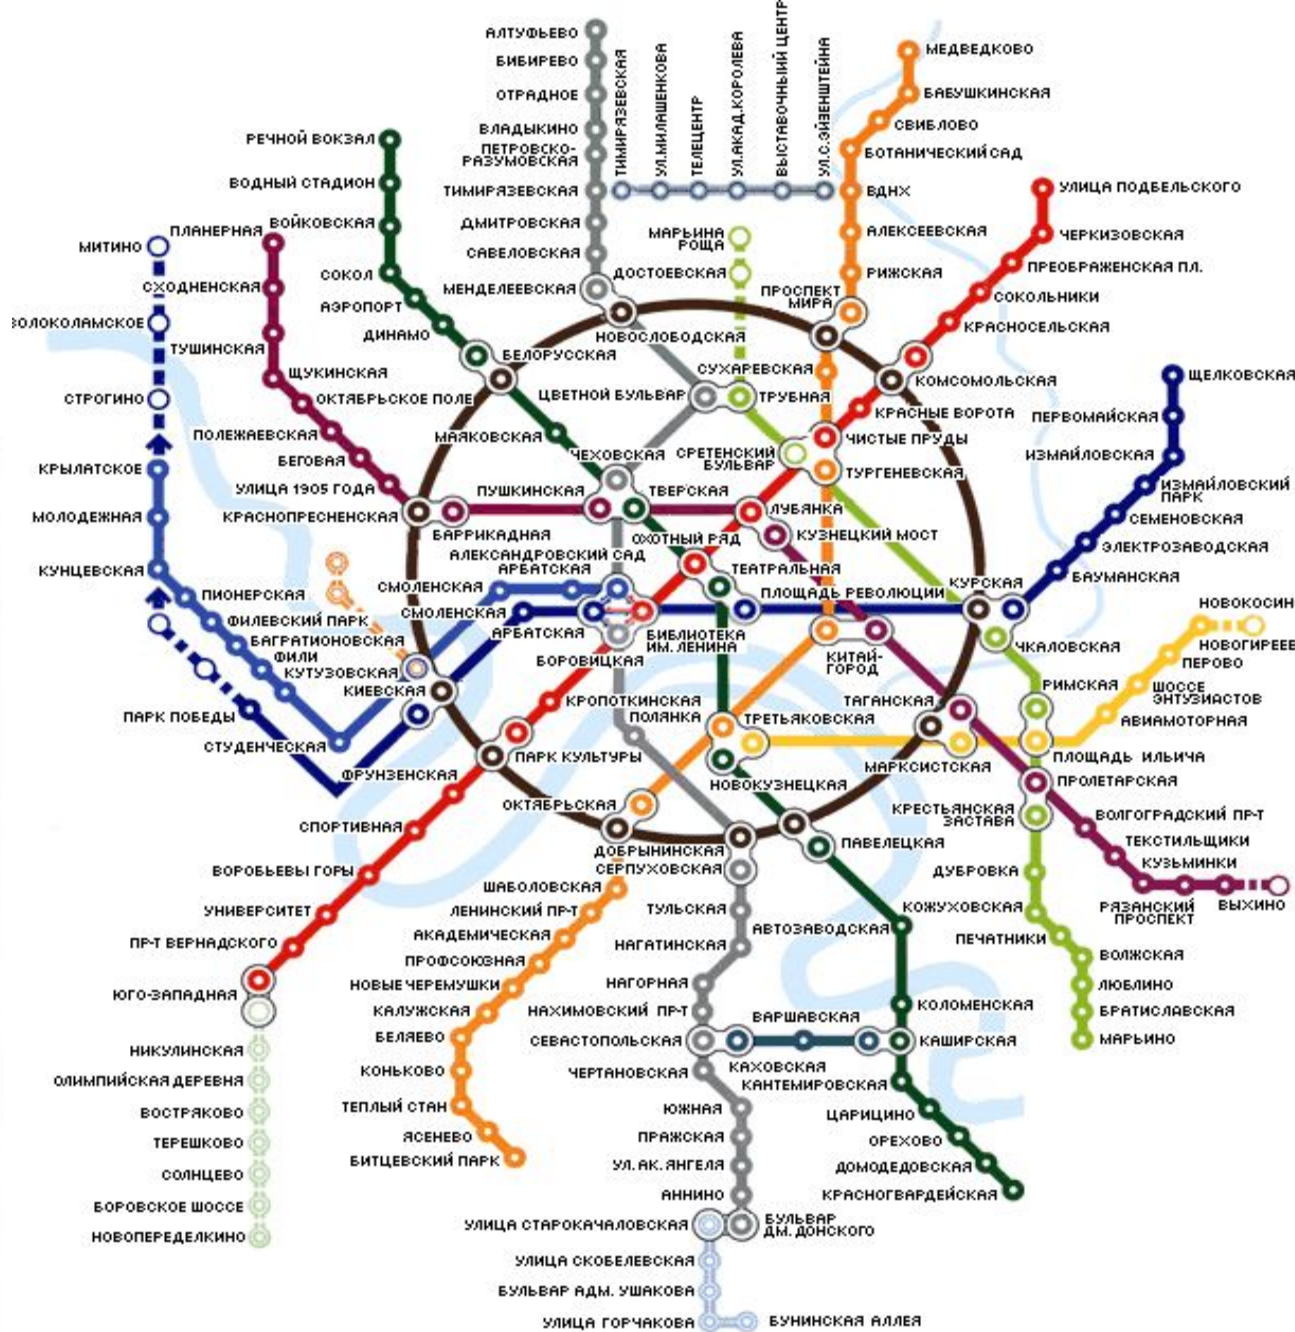 АЛТУФЬЕВО
БИБИРЕВО
ОТРАДНОЕ
ВЛАДЫКИНО
ПЕТРОВСКО-
РАЗУМОВСКАЯ
ТИМИРЯЗЕВСКАЯ
ДМИТРОВСКАЯ
САВЕЛОВСКАЯ
МЕНДЕЛЕЕВСКАЯ
ТИМИРЯЗЕВСКАЯ
УЛ.МИЛАШЕНКОВА
ТЕЛЕЦЕНТР
УЛ.АКАД.КОРОЛЕВА
ВЫСТАВОЧНЫЙ ЦЕНТР
УЛ.С.ЭЙЗЕНШТЕЙНА
МЕДВЕДКОВО
БАБУШКИНСКАЯ
СВИБЛОВО
БОТАНИЧЕСКИЙ САД
ВДНХ
АЛЕКСЕЕВСКАЯ
РИЖСКАЯ
ПРОСПЕКТ
МИРА
МАРЬИНА
РОЩА
ДОСТОЕВСКАЯ
УЛИЦА ПОДБЕЛЬСКОГО
ЧЕРКИЗОВСКАЯ
ПРЕОБРАЖЕНСКАЯ ПЛ.
СОКОЛЬНИКИ
КРАСНОСЕЛЬСКАЯ
КОМСОМОЛЬСКАЯ
КРАСНЫЕ ВОРОТА
ЧИСТЫЕ ПРУДЫ
ТУРГЕНЕВСКАЯ
РЕЧНОЙ ВОКЗАЛ
ВОДНЫЙ СТАДИОН
ВОЙКОВСКАЯ
СОКОЛ
АЭРОПОРТ
ДИНАМО
БЕЛОРУССКАЯ
МАЯКОВСКАЯ
ПЛАНЕРНАЯ
СХОДНЕНСКАЯ
ТУШИНСКАЯ
ЩУКИНСКАЯ
ОКТЯБРЬСКОЕ ПОЛЕ
ПОЛЕЖАЕВСКАЯ
БЕГОВАЯ
УЛИЦА 1905 ГОДА
КРАСНОПРЕСНЕНСКАЯ
БАРРИКАДНАЯ
МИТИНО
ВОЛОКОЛАМСКОЕ
СТРОГИНО
КРЫЛАТСКОЕ
МОЛОДЕЖНАЯ
КУНЦЕВСКАЯ
ПИОНЕРСКАЯ
ФИЛЕВСКИЙ ПАРК
БАГРАТИОНОВСКАЯ
ФИЛИ
КУТУЗОВСКАЯ
КИЕВСКАЯ
ПАРК ПОБЕДЫ
СТУДЕНЧЕСКАЯ
НОВОСЛОБОДСКАЯ
СУХАРЕВСКАЯ
ЦВЕТНОЙ БУЛЬВАР
ТРУБНАЯ
СРЕТЕНСКИЙ
БУЛЬВАР
ЧЕХОВСКАЯ
ПУШКИНСКАЯ
ТВЕРСКАЯ
ЛУБЯНКА
КУЗНЕЦКИЙ МОСТ
ОХОТНЫЙ РЯД
ТЕАТРАЛЬНАЯ
ПЛОЩАДЬ РЕВОЛЮЦИИ
АЛЕКСАНДРОВСКИЙ САД
АРБАТСКАЯ
СМОЛЕНСКАЯ
СМОЛЕНСКАЯ
АРБАТСКАЯ
БИБЛИОТЕКА
ИМ. ЛЕНИНА
БОРОВИЦКАЯ
КРОПОТКИНСКАЯ
ПОЛЯНКА
ТРЕТЬЯКОВСКАЯ
НОВОКУЗНЕЦКАЯ
КИТАЙ-
ГОРОД
ТАГАНСКАЯ
МАРКСИСТСКАЯ
КУРСКАЯ
ЧКАЛОВСКАЯ
РИМСКАЯ
ПЛОЩАДЬ ИЛЬИЧА
ЩЕЛКОВСКАЯ
ПЕРВОМАЙСКАЯ
ИЗМАЙЛОВСКАЯ
ИЗМАЙЛОВСКИЙ
ПАРК
СЕМЕНОВСКАЯ
ЭЛЕКТРОЗАВОДСКАЯ
БАУМАНСКАЯ
НОВОКОСИН
НОВОГИРЕЕВ
ПЕРОВО
ШОССЕ
ЭНТУЗИАСТОВ
АВИАМОТОРНАЯ
ПРОЛЕТАРСКАЯ
КРЕСТЬЯНСКАЯ
ЗАСТАВА
ВОЛГОГРАДСКИЙ ПР-Т
ТЕКСТИЛЬЩИКИ
КУЗЬМИНКИ
РЯЗАНСКИЙ
ПРОСПЕКТ
ВЫХИНО
ДУБРОВКА
КОЖУХОВСКАЯ
ПЕЧАТНИКИ
ВОЛЖСКАЯ
ЛЮБЛИНО
БРАТИСЛАВСКАЯ
МАРЬИНО
ПАРК КУЛЬТУРЫ
ФРУНЗЕНСКАЯ
СПОРТИВНАЯ
ВОРОБЬЕВЫ ГОРЫ
УНИВЕРСИТЕТ
ПР-Т ВЕРНАДСКОГО
ЮГО-ЗАПАДНАЯ
НИКУЛИНСКАЯ
ОЛИМПИЙСКАЯ ДЕРЕВНЯ
ВОСТРЯКОВО
ТЕРЕШКОВО
СОЛНЦЕВО
БОРОВСКОЕ ШОССЕ
НОВОПЕРЕДЕЛКИНО
ОКТЯБРЬСКАЯ
ДОБРЫНИНСКАЯ
СЕРПУХОВСКАЯ
ПАВЕЛЕЦКАЯ
ШАБОЛОВСКАЯ
ЛЕНИНСКИЙ ПР-Т
АКАДЕМИЧЕСКАЯ
ПРОФСОЮЗНАЯ
НОВЫЕ ЧЕРЕМУШКИ
КАЛУЖСКАЯ
БЕЛЯЕВО
КОНЬКОВО
ТЕПЛЫЙ СТАН
ЯСЕНЕВО
БИТЦЕВСКИЙ ПАРК
ТУЛЬСКАЯ
НАГАТИНСКАЯ
НАГОРНАЯ
НАХИМОВСКИЙ ПР-Т
СЕВАСТОПОЛЬСКАЯ
ЧЕРТАНОВСКАЯ
ЮЖНАЯ
ПРАЖСКАЯ
УЛ. АК. ЯНГЕЛЯ
АННИНО
УЛИЦА СТАРОКАЧАЛОВСКАЯ
БУЛЬВАР
ДМ. ДОНСКОГО
УЛИЦА СКОБЕЛЕВСКАЯ
БУЛЬВАР АДМ. УШАКОВА
УЛИЦА ГОРЧАКОВА
БУНИНСКАЯ АЛЛЕЯ
АВТОЗАВОДСКАЯ
КОЛОМЕНСКАЯ
ВАРШАВСКАЯ
КАШИРСКАЯ
КАХОВСКАЯ
КАНТЕМИРОВСКАЯ
ЦАРИЦИНО
ОРЕХОВО
ДОМОДЕДОВСКАЯ
КРАСНОГВАРДЕЙСКАЯ